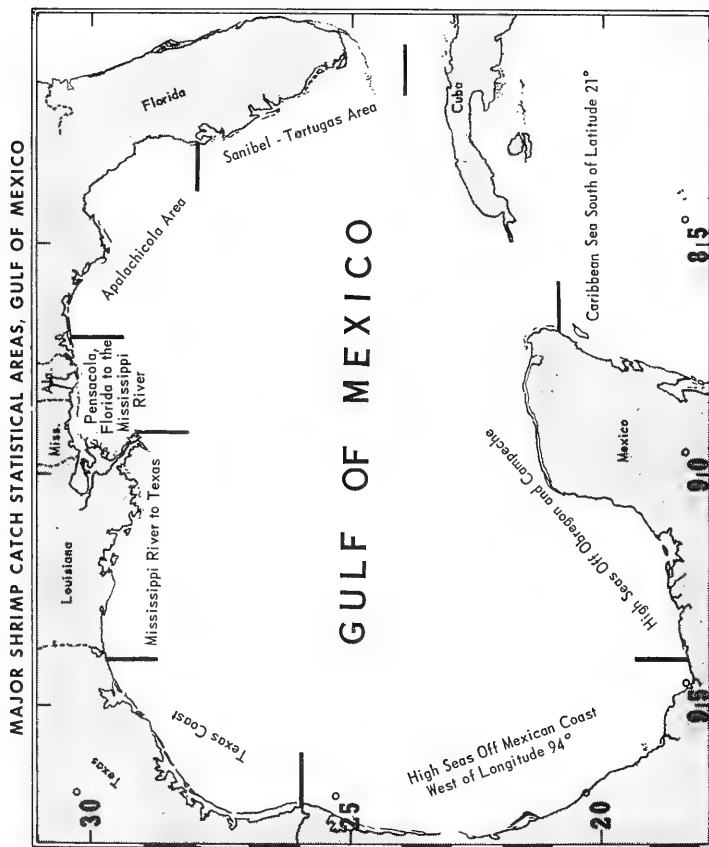 MAJOR SHRIMP CATCH STATISTICAL AREAS, GULF OF MEXICO
Texas
Louisiana
Miss.
Ala.
Florida
Pensacola,
Florida to the
Mississippi
River
Apalachicola Area
Sanibel - Tortugas Area
Mississippi River to Texas
Texas Coast
GULF OF MEXICO
Cuba
Caribbean Sea South of Latitude 21°
High Seas Off Obregon and Campeche
Mexico
High Seas Off Mexican Coast
West of Longitude 94°
30°
25°
20°
95°
90°
85°